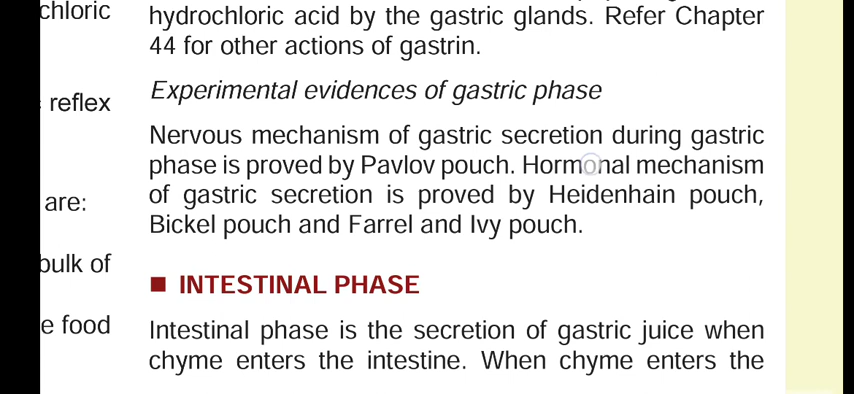 chloric
reflex
are:
bulk of
e food
hydrochloric acid by the gastric glands. Refer Chapter
44 for other actions of gastrin.
Experimental evidences of gastric phase
Nervous mechanism of gastric secretion during gastric
phase is proved by Pavlov pouch. Hormonal mechanism
of gastric secretion is proved by Heidenhain pouch,
Bickel pouch and Farrel and Ivy pouch.
■ INTESTINAL PHASE
Intestinal phase is the secretion of gastric juice when
chyme enters the intestine. When chyme enters the